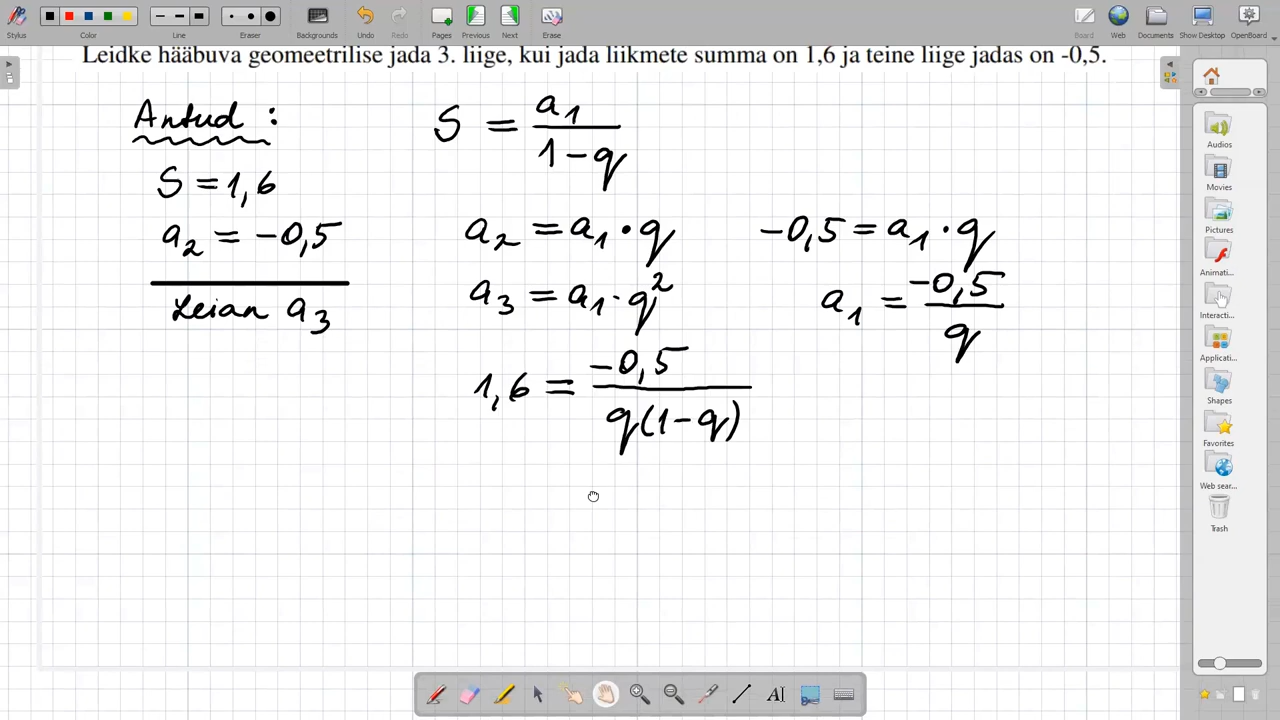 Stylus
Color
Line
Eraser
Backgrounds
Undo
Redo
Pages
Previous
Next
Erase
Board
Web
Documents
Show Desktop
OpenBoard
Leidke hääbuva geomeetrilise jada 3. liige, kui jada liikmete summa on 1,6 ja teine liige jadas on -0,5.
Antud :
S = 1,6
a₂ = -0,5
Leian a₃
S = a₁ / (1-q)
a₂ = a₁ · q
-0,5 = a₁ · q
a₃ = a₁ · q²
a₁ = -0,5 / q
1,6 = -0,5 / q(1-q)
Audios
Movies
Pictures
Animati...
Interacti...
Applicati...
Shapes
Favorites
Web sear...
Trash